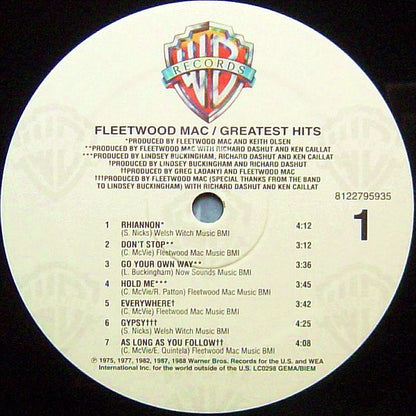 WB
RECORDS
®
FLEETWOOD MAC / GREATEST HITS
*PRODUCED BY FLEETWOOD MAC AND KEITH OLSEN
**PRODUCED BY FLEETWOOD MAC WITH RICHARD DASHUT AND KEN CAILLAT
***PRODUCED BY LINDSEY BUCKINGHAM, RICHARD DASHUT AND KEN CAILLAT
†PRODUCED BY LINDSEY BUCKINGHAM AND RICHARD DASHUT
††PRODUCED BY GREG LADANYI AND FLEETWOOD MAC
†††PRODUCED BY FLEETWOOD MAC (SPECIAL THANKS FROM THE BAND
TO LINDSEY BUCKINGHAM) WITH RICHARD DASHUT AND KEN CAILLAT
8122795935
1
1 RHIANNON* 4:12
(S. Nicks) Welsh Witch Music BMI
2 DON'T STOP** 3:12
(C. McVie) Fleetwood Mac Music BMI
3 GO YOUR OWN WAY** 3:36
(L. Buckingham) Now Sounds Music BMI
4 HOLD ME*** 3:45
(C. McVie/R. Patton) Fleetwood Mac Music BMI
5 EVERYWHERE† 3:42
(C. McVie) Fleetwood Mac Music BMI
6 GYPSY††† 4:25
(S. Nicks) Welsh Witch Music BMI
7 AS LONG AS YOU FOLLOW†† 4:08
(C. McVie/E. Quintela) Fleetwood Mac Music BMI
℗ 1975, 1977, 1982, 1987, 1988 Warner Bros. Records for the U.S. and WEA
International Inc. for the world outside of the U.S. LC0298 GEMA/BIEM